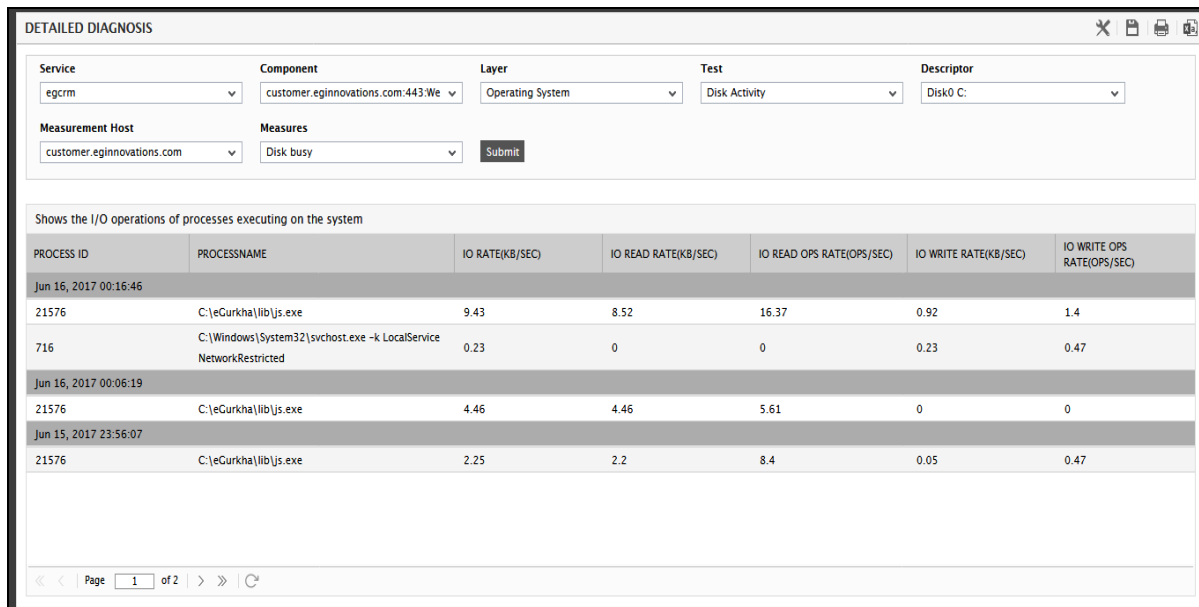 DETAILED DIAGNOSIS
Service Component Layer Test Descriptor
egcrm customer.eginnovations.com:443:We Operating System Disk Activity Disk0 C:
Measurement Host Measures
customer.eginnovations.com Disk busy Submit
Shows the I/O operations of processes executing on the system
PROCESS ID PROCESSNAME IO RATE(KB/SEC) IO READ RATE(KB/SEC) IO READ OPS RATE(OPS/SEC) IO WRITE RATE(KB/SEC) IO WRITE OPS RATE(OPS/SEC)
Jun 16, 2017 00:16:46
21576 C:\eGurkha\lib\js.exe 9.43 8.52 16.37 0.92 1.4
716 C:\Windows\System32\svchost.exe -k LocalService NetworkRestricted 0.23 0 0 0.23 0.47
Jun 16, 2017 00:06:19
21576 C:\eGurkha\lib\js.exe 4.46 4.46 5.61 0 0
Jun 15, 2017 23:56:07
21576 C:\eGurkha\lib\js.exe 2.25 2.2 8.4 0.05 0.47
Page 1 of 2